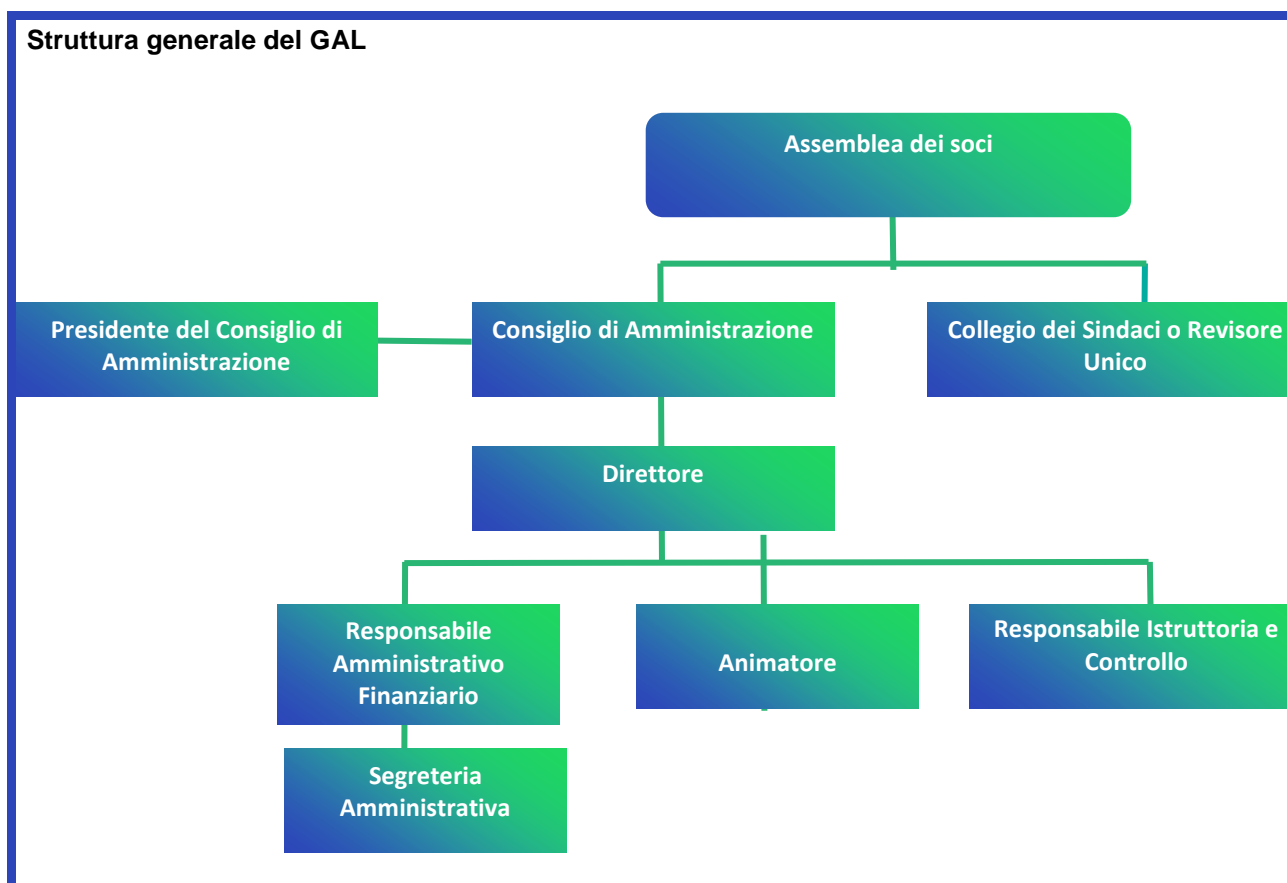 Struttura generale del GAL
Assemblea dei soci
Presidente del Consiglio di
Amministrazione
Consiglio di Amministrazione
Collegio dei Sindaci o Revisore
Unico
Direttore
Responsabile
Amministrativo
Finanziario
Animatore
Responsabile Istruttoria e
Controllo
Segreteria
Amministrativa